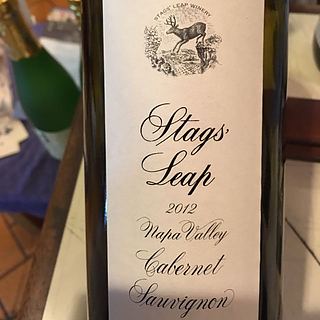 STAGS' LEAP WINERY
Stags'
Leap
2012
Napa Valley
Cabernet
Sauvignon